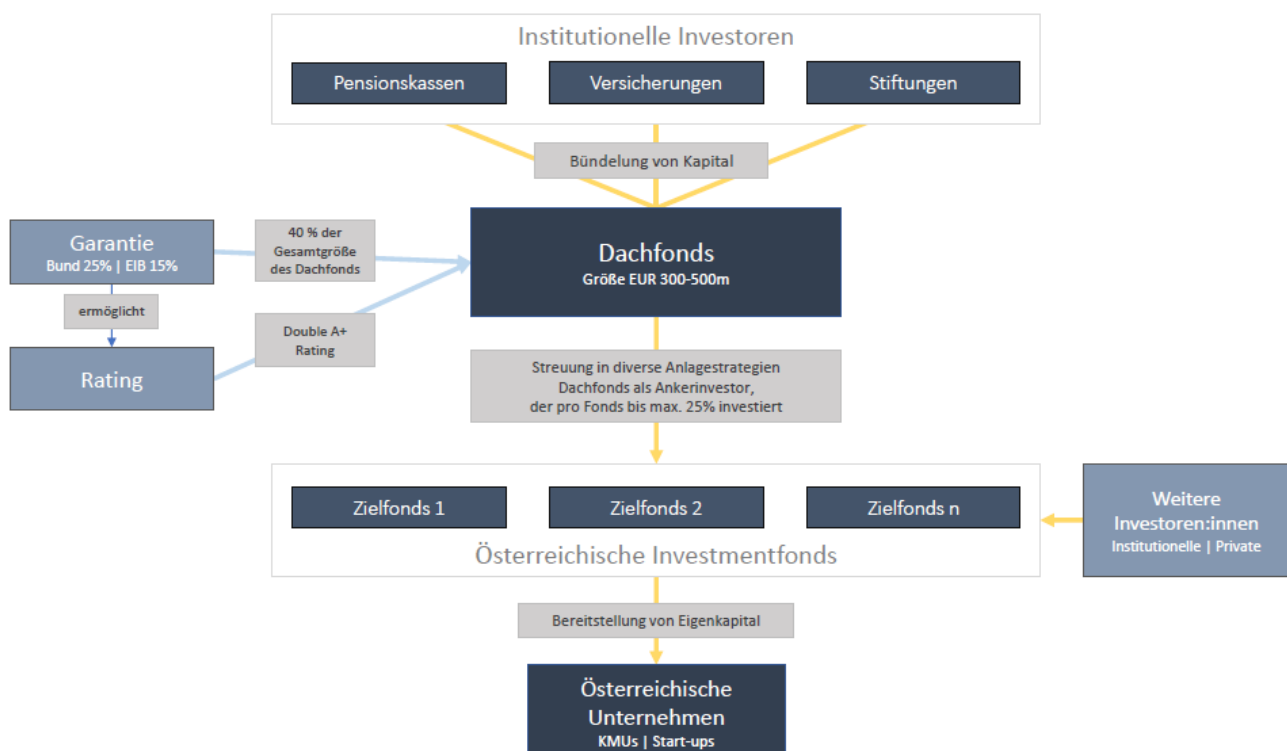 Institutionelle Investoren
Pensionskassen
Versicherungen
Stiftungen
Bündelung von Kapital
Garantie
Bund 25% | EIB 15%
40 % der
Gesamtgröße
des Dachfonds
Dachfonds
Größe EUR 300-500m
ermöglicht
Double A+
Rating
Rating
Streuung in diverse Anlagestrategien
Dachfonds als Ankerinvestor,
der pro Fonds bis max. 25% investiert
Zielfonds 1
Zielfonds 2
Zielfonds n
Österreichische Investmentfonds
Weitere
Investoren:innen
Institutionelle | Private
Bereitstellung von Eigenkapital
Österreichische
Unternehmen
KMUs | Start-ups